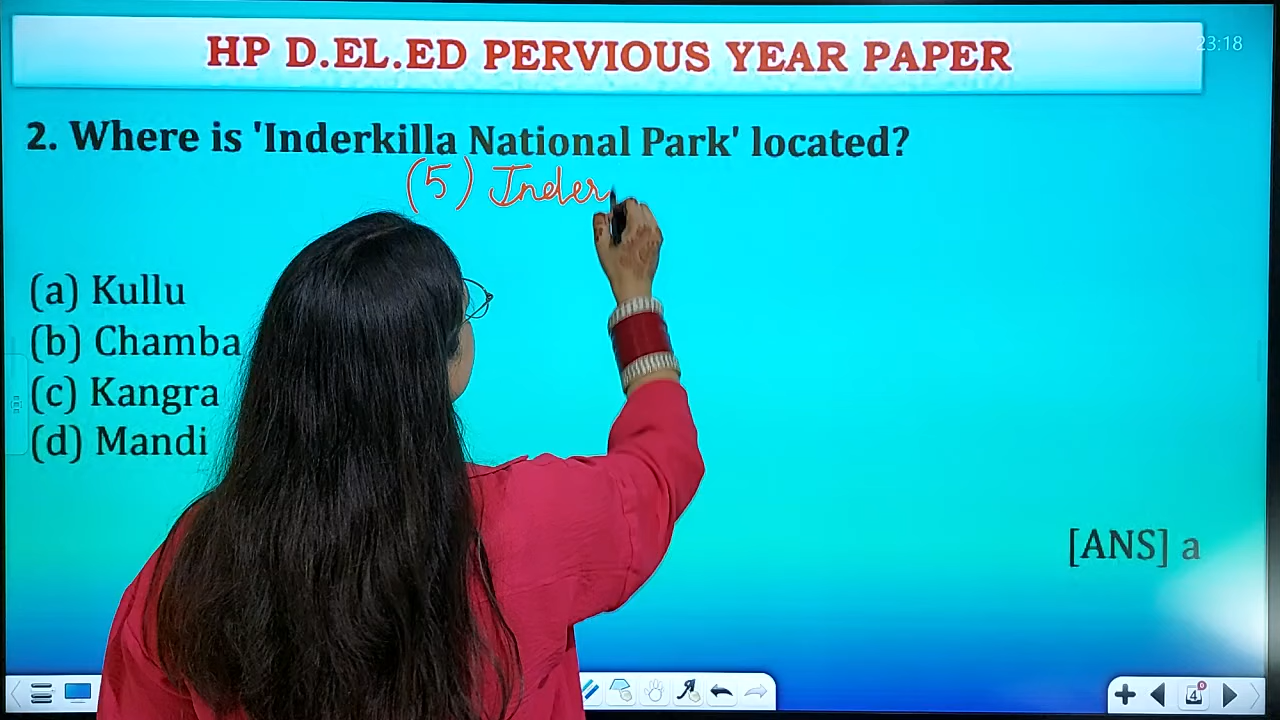 HP D.EL.ED PERVIOUS YEAR PAPER
23:18
2. Where is 'Inderkilla National Park' located?
(5) Inder
(a) Kullu
(b) Chamba
(c) Kangra
(d) Mandi
[ANS] a
4